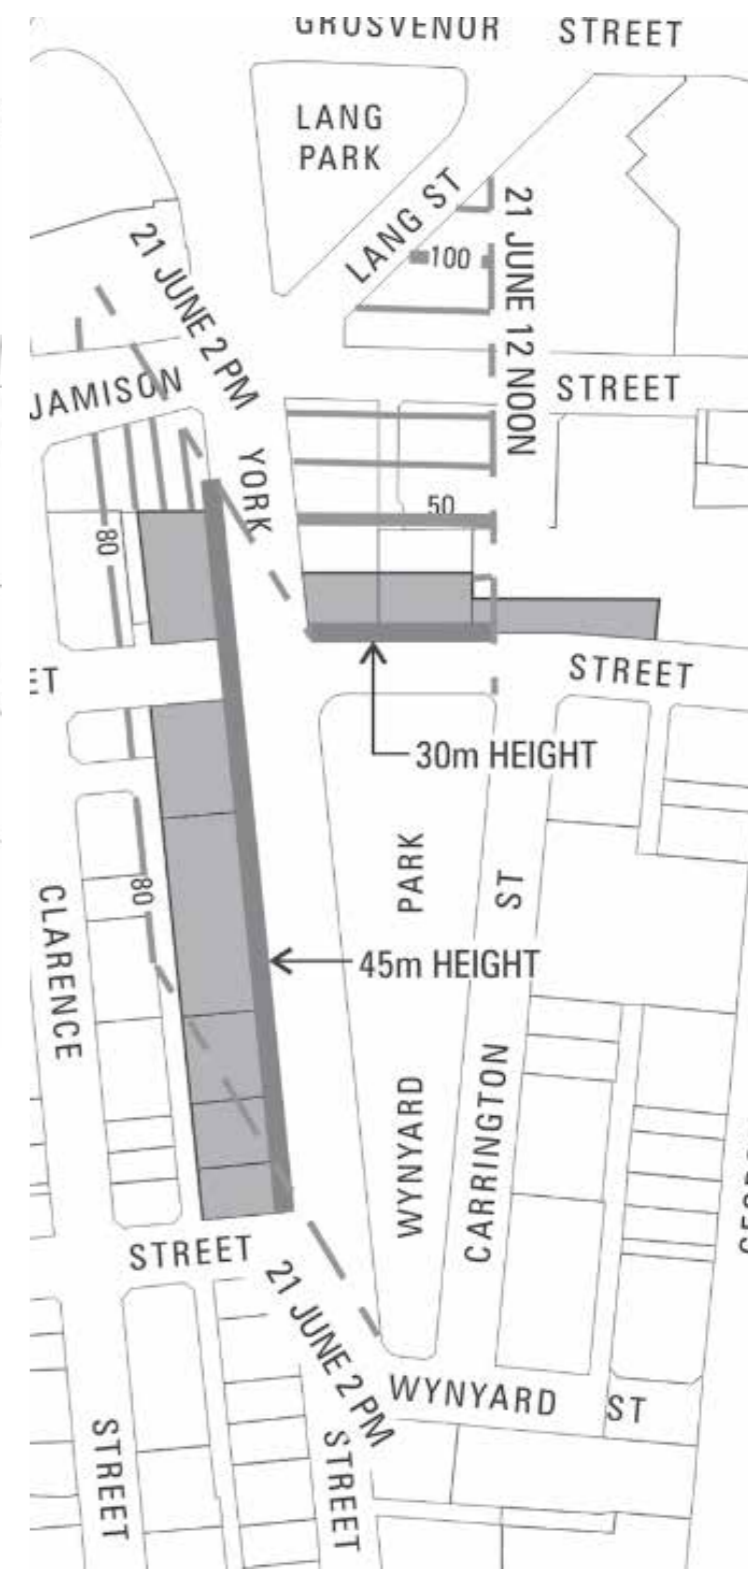 GROSVENOR STREET
LANG
PARK
LANG ST
100
21 JUNE 12 NOON
21 JUNE 2 PM
JAMISON
STREET
YORK
50
80
ET
STREET
30m HEIGHT
PARK
ST
80
45m HEIGHT
CLARENCE
WYNYARD
CARRINGTON
STREET
21 JUNE 2 PM
WYNYARD ST
STREET
STREET